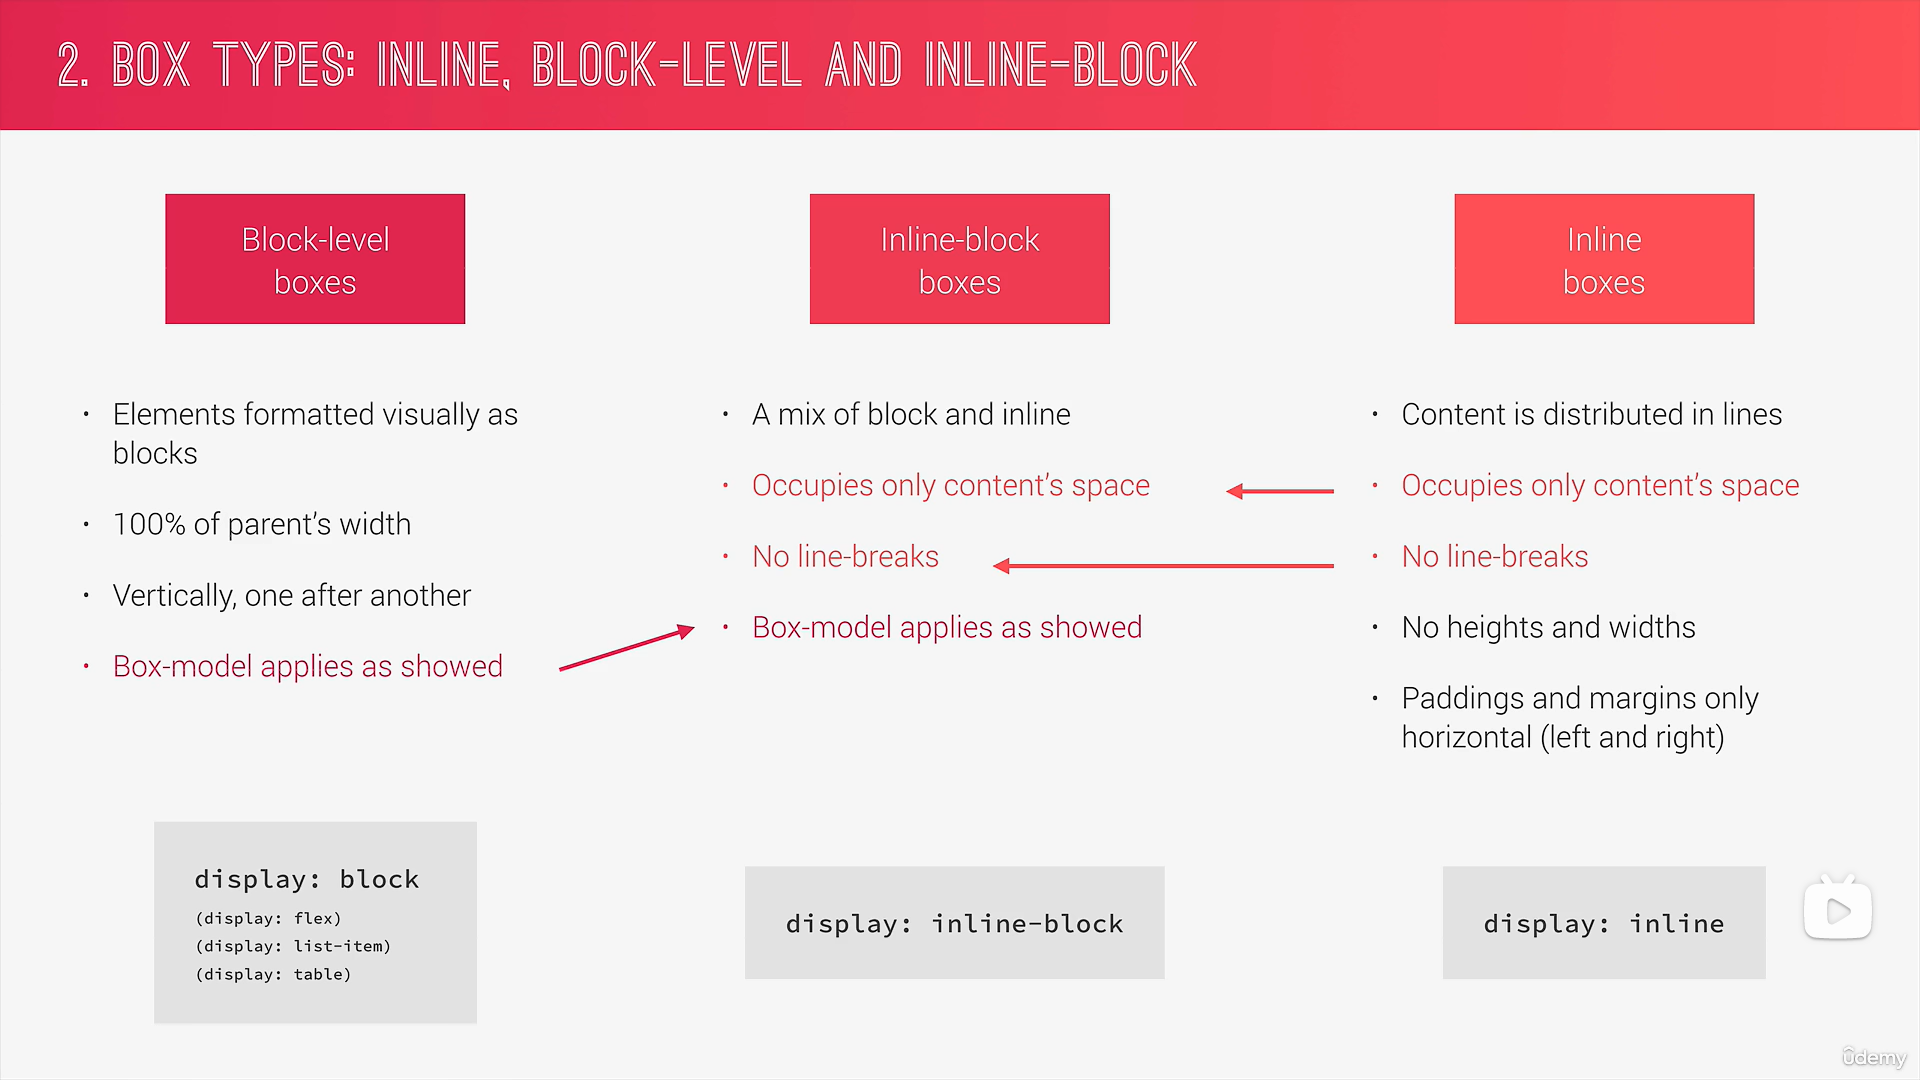 2. BOX TYPES: INLINE, BLOCK-LEVEL AND INLINE-BLOCK
Block-level
boxes
• Elements formatted visually as
blocks
• 100% of parent’s width
• Vertically, one after another
• Box-model applies as showed
display: block
(display: flex)
(display: list-item)
(display: table)
Inline-block
boxes
• A mix of block and inline
• Occupies only content’s space
• No line-breaks
• Box-model applies as showed
display: inline-block
Inline
boxes
• Content is distributed in lines
• Occupies only content’s space
• No line-breaks
• No heights and widths
• Paddings and margins only
horizontal (left and right)
display: inline
ûdemy